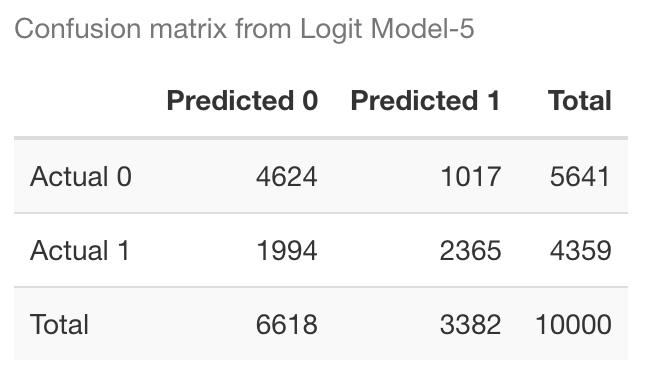 Confusion matrix from Logit Model-5
Predicted 0 Predicted 1 Total
Actual 0 4624 1017 5641
Actual 1 1994 2365 4359
Total 6618 3382 10000